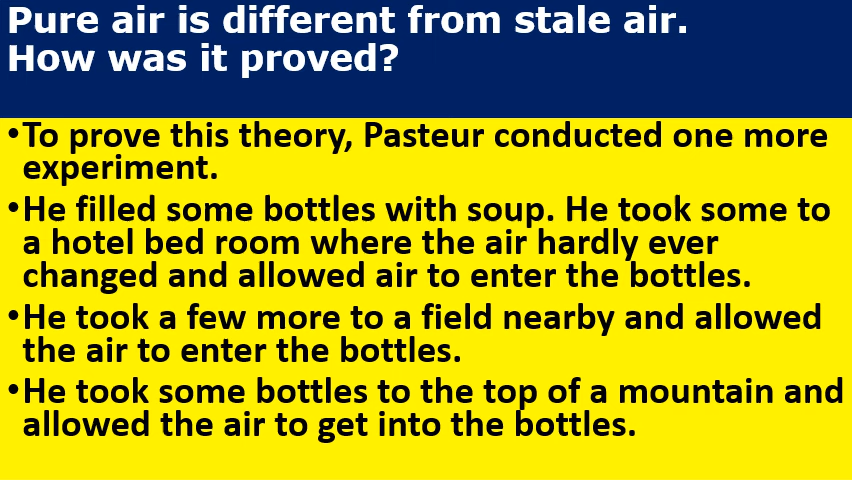 Pure air is different from stale air.
How was it proved?
•To prove this theory, Pasteur conducted one more
experiment.
•He filled some bottles with soup. He took some to
a hotel bed room where the air hardly ever
changed and allowed air to enter the bottles.
•He took a few more to a field nearby and allowed
the air to enter the bottles.
•He took some bottles to the top of a mountain and
allowed the air to get into the bottles.